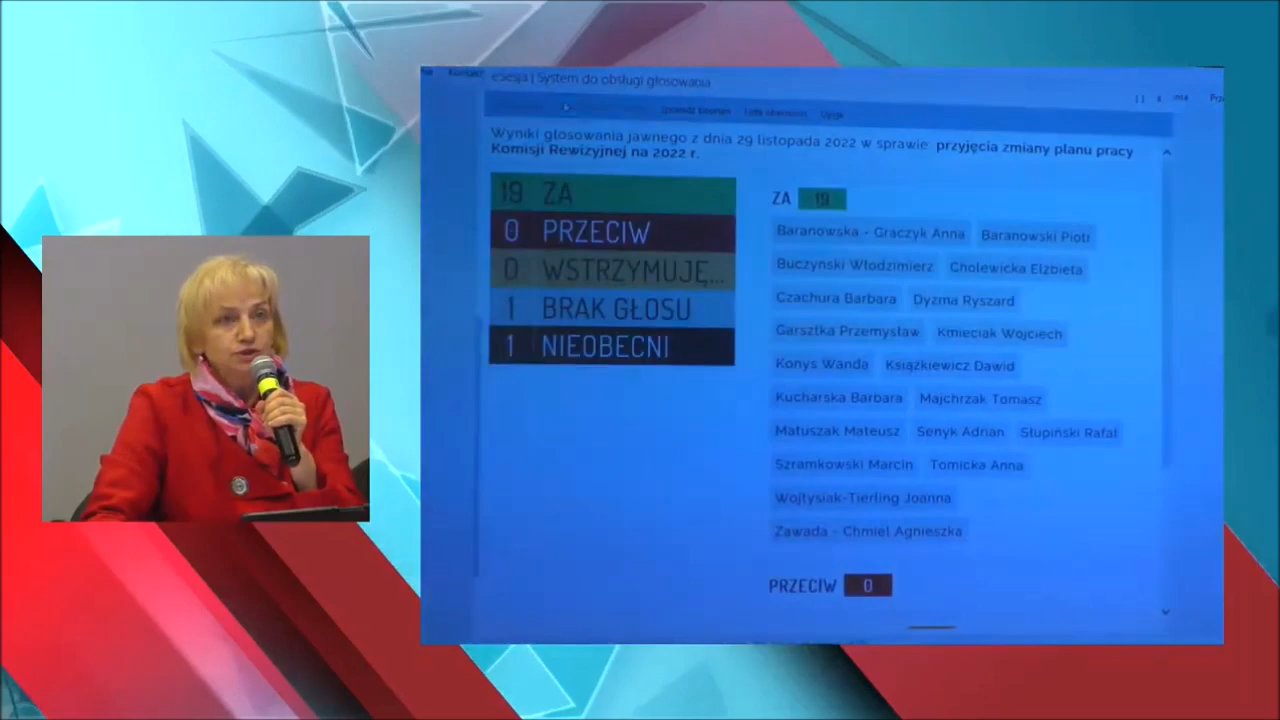 Kontakt
eSesja | System do obsługi głosowania
Wyniki głosowania jawnego z dnia 29 listopada 2022 w sprawie przyjęcia zmiany planu pracy
Komisji Rewizyjnej na 2022 r.
19 ZA
0 PRZECIW
0 WSTRZYMUJĘ...
1 BRAK GŁOSU
1 NIEOBECNI
ZA 19
Baranowska - Graczyk Anna Baranowski Piotr
Buczyński Włodzimierz Cholewicka Elżbieta
Czachura Barbara Dyzma Ryszard
Garsztka Przemysław Kmieciak Wojciech
Konys Wanda Książkiewicz Dawid
Kucharska Barbara Majchrzak Tomasz
Matuszak Mateusz Senyk Adrian Słupiński Rafał
Szramkowski Marcin Tomicka Anna
Wojtysiak-Tierling Joanna
Zawada - Chmiel Agnieszka
PRZECIW 0